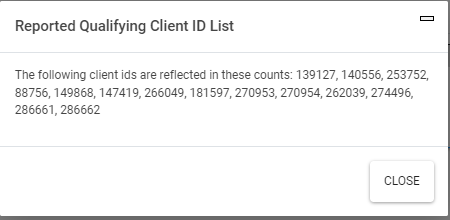 Reported Qualifying Client ID List
The following client ids are reflected in these counts: 139127, 140556, 253752,
88756, 149868, 147419, 266049, 181597, 270953, 270954, 262039, 274496,
286661, 286662
CLOSE